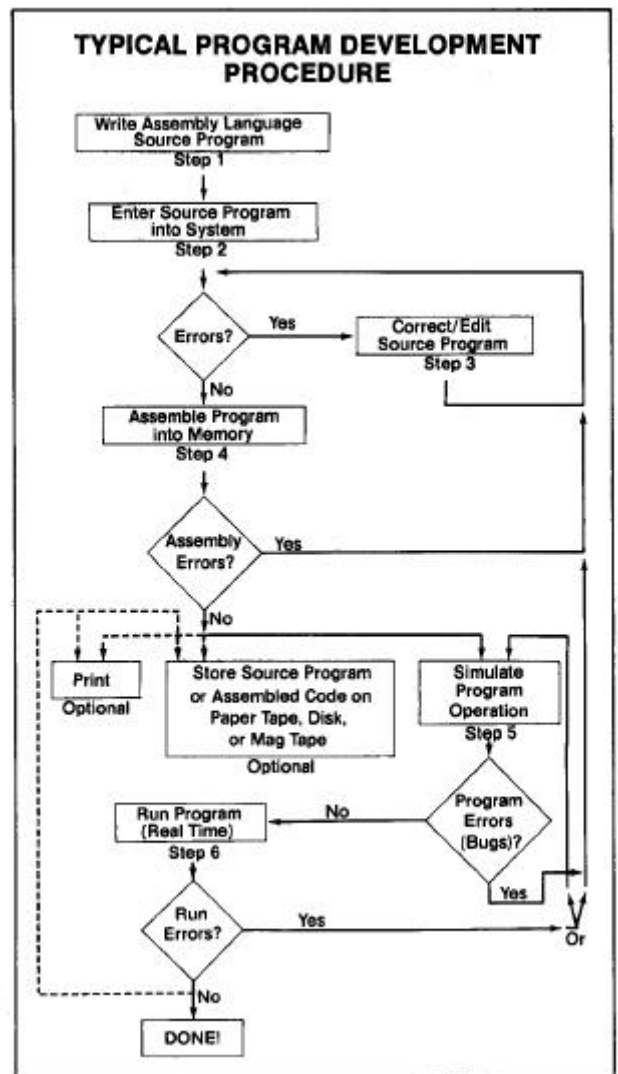 TYPICAL PROGRAM DEVELOPMENT
PROCEDURE
Write Assembly Language
Source Program
Step 1
Enter Source Program
into System
Step 2
Errors?
Yes
Correct/Edit
Source Program
Step 3
No
Assemble Program
into Memory
Step 4
Assembly
Errors?
Yes
No
Print
Optional
Store Source Program
or Assembled Code on
Paper Tape, Disk,
or Mag Tape
Optional
Simulate
Program
Operation
Step 5
Program
Errors
(Bugs)?
No
Yes
Run Program
(Real Time)
Step 6
Run
Errors?
Yes
Or
No
DONE!